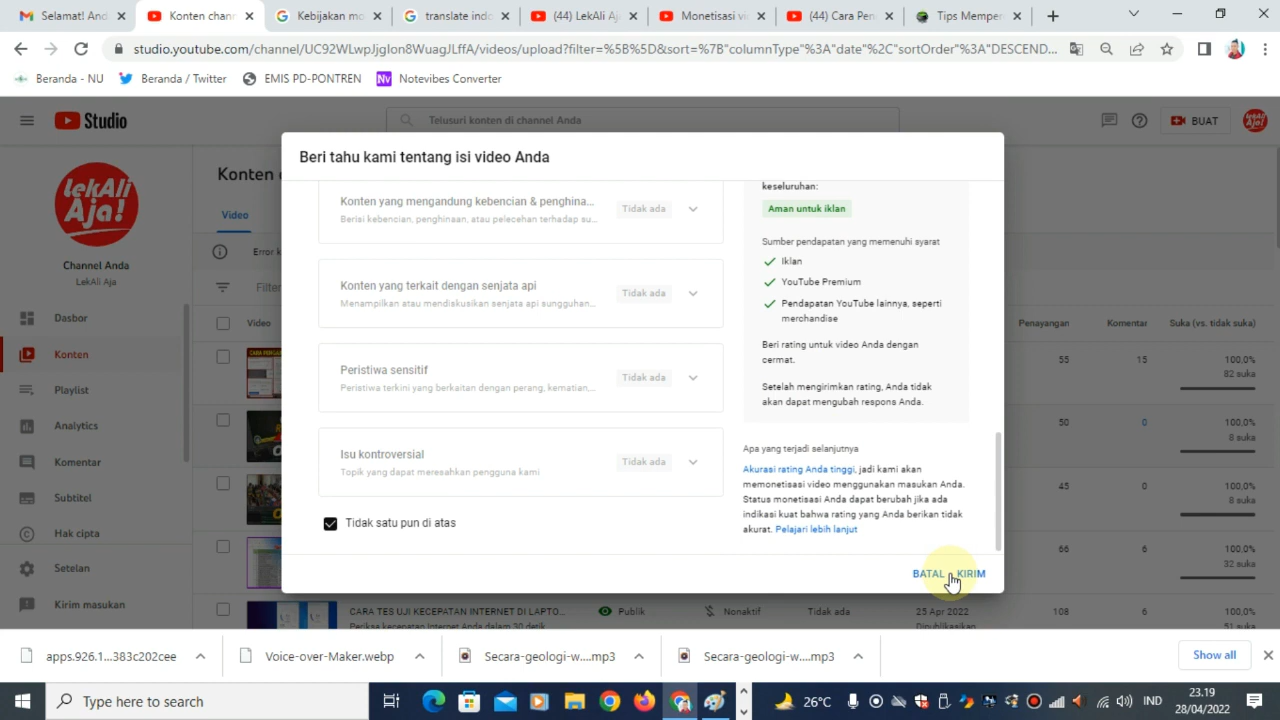 Selamat! And
Konten chann
Kebijakan mo
translate indo
(44) LekAli Aj
Monetisasi vi
(44) Cara Pen
Tips Memper
studio.youtube.com/channel/UC92WLwpJjgIon8WuagJLffA/videos/upload?filter=%5B%5D&sort=%7B"columnType"%3A"date"%2C"sortOrder"%3A"DESCEND...
Beranda - NU
Beranda / Twitter
EMIS PD-PONTREN
Nv
Notevibes Converter
Studio
Telusuri konten di channel Anda
BUAT
lekAli Aja!
lekAli
Aja!
Channel Anda
LekAli Aja
Dasbor
Konten
Playlist
Analytics
Komentar
Subtitel
Hak cipta
Setelan
Kirim masukan
Konten
Video
Error k
Filter
Video
Penayangan
Komentar
Suka (vs. tidak suka)
55
15
100,0%
82 suka
50
0
100,0%
8 suka
45
0
100,0%
8 suka
66
6
100,0%
32 suka
CARA TES UJI KECEPATAN INTERNET DI LAPTO...
Periksa kecepatan Internet Anda dalam 30 detik
Publik
Nonaktif
Tidak ada
25 Apr 2022
Dipublikasikan
108
6
100,0%
51 suka
Beri tahu kami tentang isi video Anda
Konten yang mengandung kebencian & penghina...
Berisi kebencian, penghinaan, atau pelecehan terhadap su...
Tidak ada
Konten yang terkait dengan senjata api
Menampilkan atau mendiskusikan senjata api sungguhan...
Tidak ada
Peristiwa sensitif
Peristiwa terkini yang berkaitan dengan perang, kematian,...
Tidak ada
Isu kontroversial
Topik yang dapat meresahkan pengguna kami
Tidak ada
Tidak satu pun di atas
keseluruhan:
Aman untuk iklan
Sumber pendapatan yang memenuhi syarat
Iklan
YouTube Premium
Pendapatan YouTube lainnya, seperti
merchandise
Beri rating untuk video Anda dengan
cermat.
Setelah mengirimkan rating, Anda tidak
akan dapat mengubah respons Anda.
Apa yang terjadi selanjutnya
Akurasi rating Anda tinggi, jadi kami akan
memonetisasi video menggunakan masukan Anda.
Status monetisasi Anda dapat berubah jika ada
indikasi kuat bahwa rating yang Anda berikan tidak
akurat. Pelajari lebih lanjut
BATAL
KIRIM
apps.926.1...383c202cee
Voice-over-Maker.webp
Secara-geologi-w....mp3
Secara-geologi-w....mp3
Show all
Type here to search
26°C
IND
23.19
28/04/2022